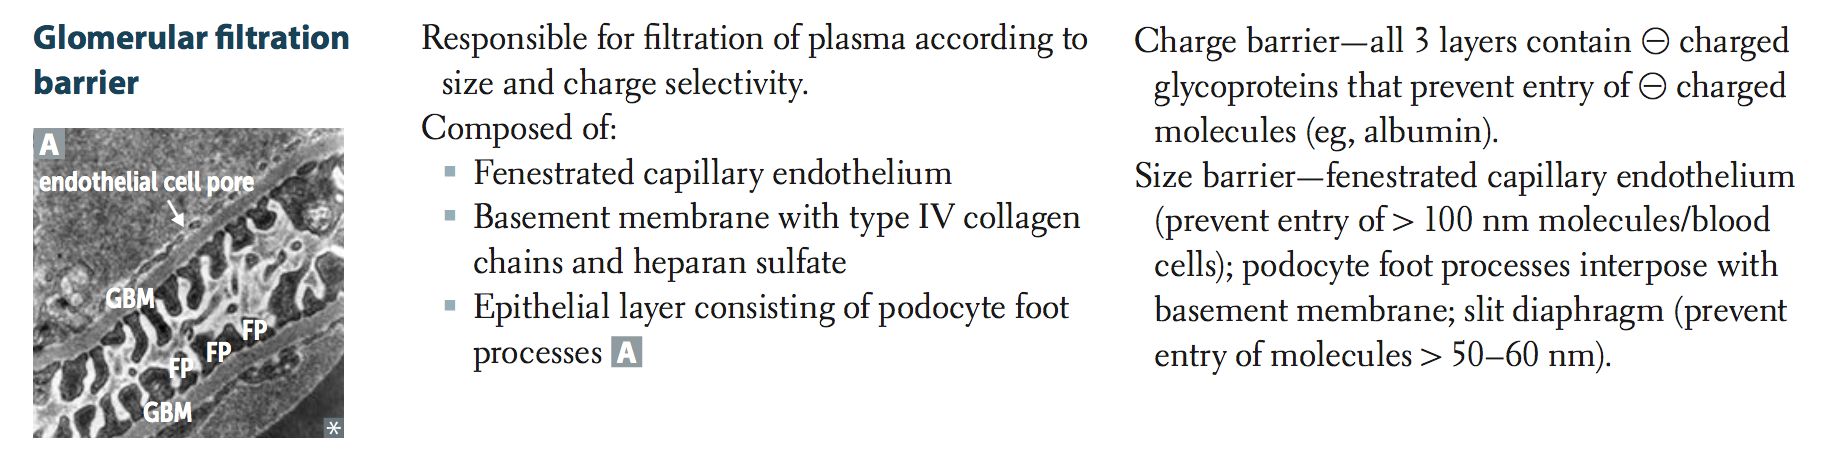 Glomerular filtration
barrier
A
endothelial cell pore
GBM
FP
FP
FP
GBM
*
Responsible for filtration of plasma according to
size and charge selectivity.
Composed of:
▪ Fenestrated capillary endothelium
▪ Basement membrane with type IV collagen
chains and heparan sulfate
▪ Epithelial layer consisting of podocyte foot
processes A
Charge barrier—all 3 layers contain ⊖ charged
glycoproteins that prevent entry of ⊖ charged
molecules (eg, albumin).
Size barrier—fenestrated capillary endothelium
(prevent entry of > 100 nm molecules/blood
cells); podocyte foot processes interpose with
basement membrane; slit diaphragm (prevent
entry of molecules > 50–60 nm).